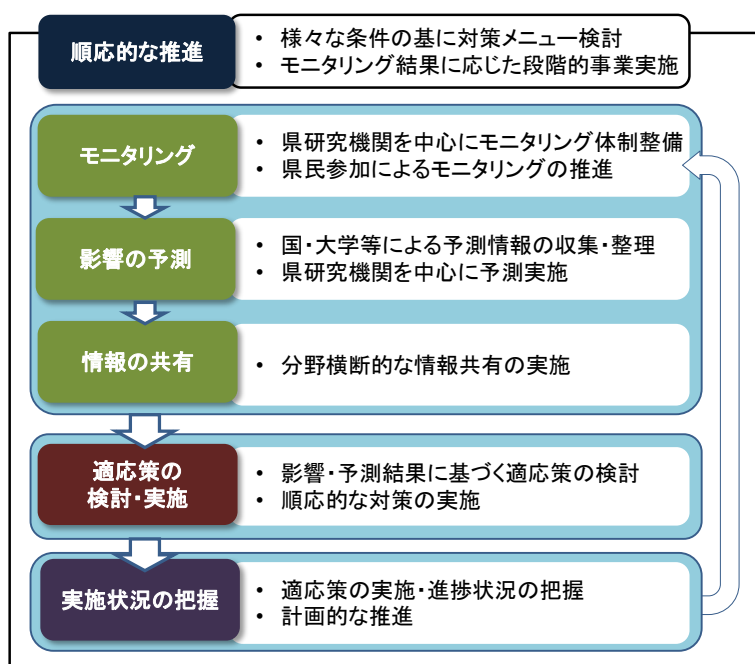 順応的な推進
• 様々な条件の基に対策メニュー検討
• モニタリング結果に応じた段階的事業実施
モニタリング
• 県研究機関を中心にモニタリング体制整備
• 県民参加によるモニタリングの推進
影響の予測
• 国・大学等による予測情報の収集・整理
• 県研究機関を中心に予測実施
情報の共有
• 分野横断的な情報共有の実施
適応策の
検討・実施
• 影響・予測結果に基づく適応策の検討
• 順応的な対策の実施
実施状況の把握
• 適応策の実施・進捗状況の把握
• 計画的な推進